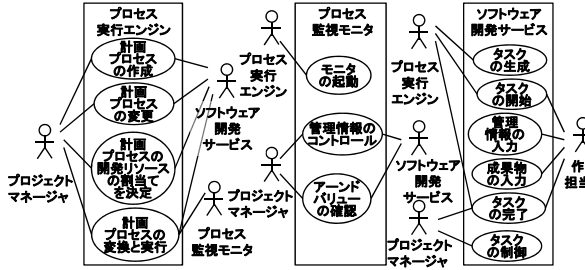 プロセス
実行エンジン
計画
プロセス
の作成
計画
プロセス
の変更
計画
プロセスの
開発リソース
の割当て
を決定
計画
プロセスの
変換と実行
プロジェクト
マネージャ
ソフトウェア
開発
サービス
プロセス
監視モニタ
プロセス
監視モニタ
プロセス
実行
エンジン
モニタ
の起動
管理情報の
コントロール
アーンド
バリュー
の確認
プロジェクト
マネージャ
ソフトウェア
開発
サービス
ソフトウェア
開発サービス
プロセス
実行
エンジン
タスク
の生成
タスク
の開始
管理
情報の
入力
成果物
の入力
タスク
の完了
タスク
の制御
プロジェクト
マネージャ
作
担当